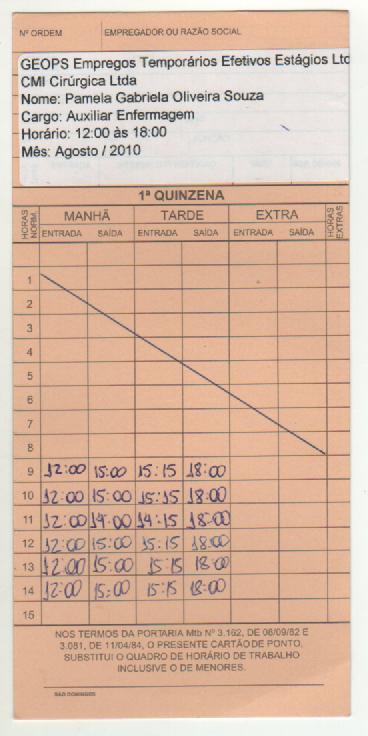 Nº ORDEM EMPREGADOR OU RAZÃO SOCIAL
GEOPS Empregos Temporários Efetivos Estágios Ltd
CMI Cirúrgica Ltda
Nome: Pamela Gabriela Oliveira Souza
Cargo: Auxiliar Enfermagem
Horário: 12:00 às 18:00
Mês: Agosto / 2010
1ª QUINZENA
HORAS NORM. MANHÃ TARDE EXTRA HORAS EXTRAS
ENTRADA SAÍDA ENTRADA SAÍDA ENTRADA SAÍDA
1
2
3
4
5
6
7
8
9 12:00 15:00 15:15 18:00
10 12:00 15:00 15:15 18:00
11 12:00 14:00 14:15 18:00
12 12:00 15:00 15:15 18:00
13 12:00 15:00 15:15 18:00
14 12:00 15:00 15:15 18:00
15
NOS TERMOS DA PORTARIA Mtb Nº 3.162, DE 08/09/82 E
3.081, DE 11/04/84, O PRESENTE CARTÃO DE PONTO,
SUBSTITUI O QUADRO DE HORÁRIO DE TRABALHO
INCLUSIVE O DE MENORES.
SÃO DOMINGOS